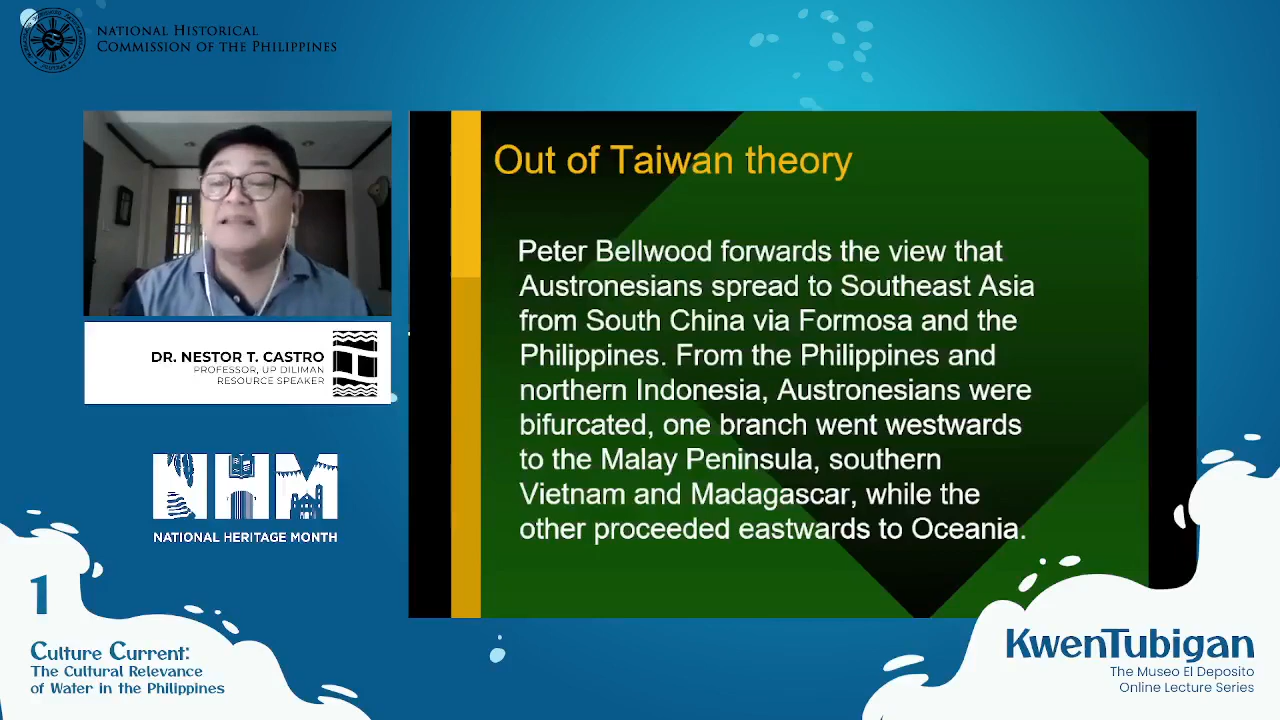 NATIONAL HISTORICAL
COMMISSION OF THE PHILIPPINES
Out of Taiwan theory
Peter Bellwood forwards the view that
Austronesians spread to Southeast Asia
from South China via Formosa and the
Philippines. From the Philippines and
northern Indonesia, Austronesians were
bifurcated, one branch went westwards
to the Malay Peninsula, southern
Vietnam and Madagascar, while the
other proceeded eastwards to Oceania.
DR. NESTOR T. CASTRO
PROFESSOR, UP DILIMAN
RESOURCE SPEAKER
NHM
NATIONAL HERITAGE MONTH
1
Culture Current:
The Cultural Relevance
of Water in the Philippines
KwenTubigan
The Museo El Deposito
Online Lecture Series